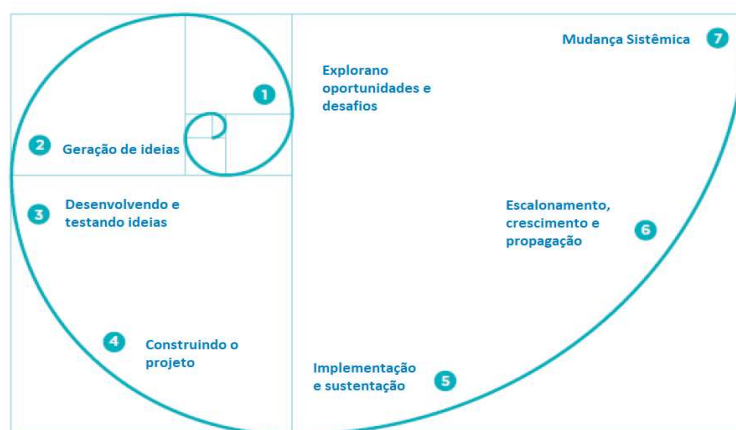 1
Explorano
oportunidades e
desafios
2
Geração de ideias
3
Desenvolvendo e
testando ideias
4
Construindo o
projeto
5
Implementação
e sustentação
6
Escalonamento,
crescimento e
propagação
7
Mudança Sistêmica